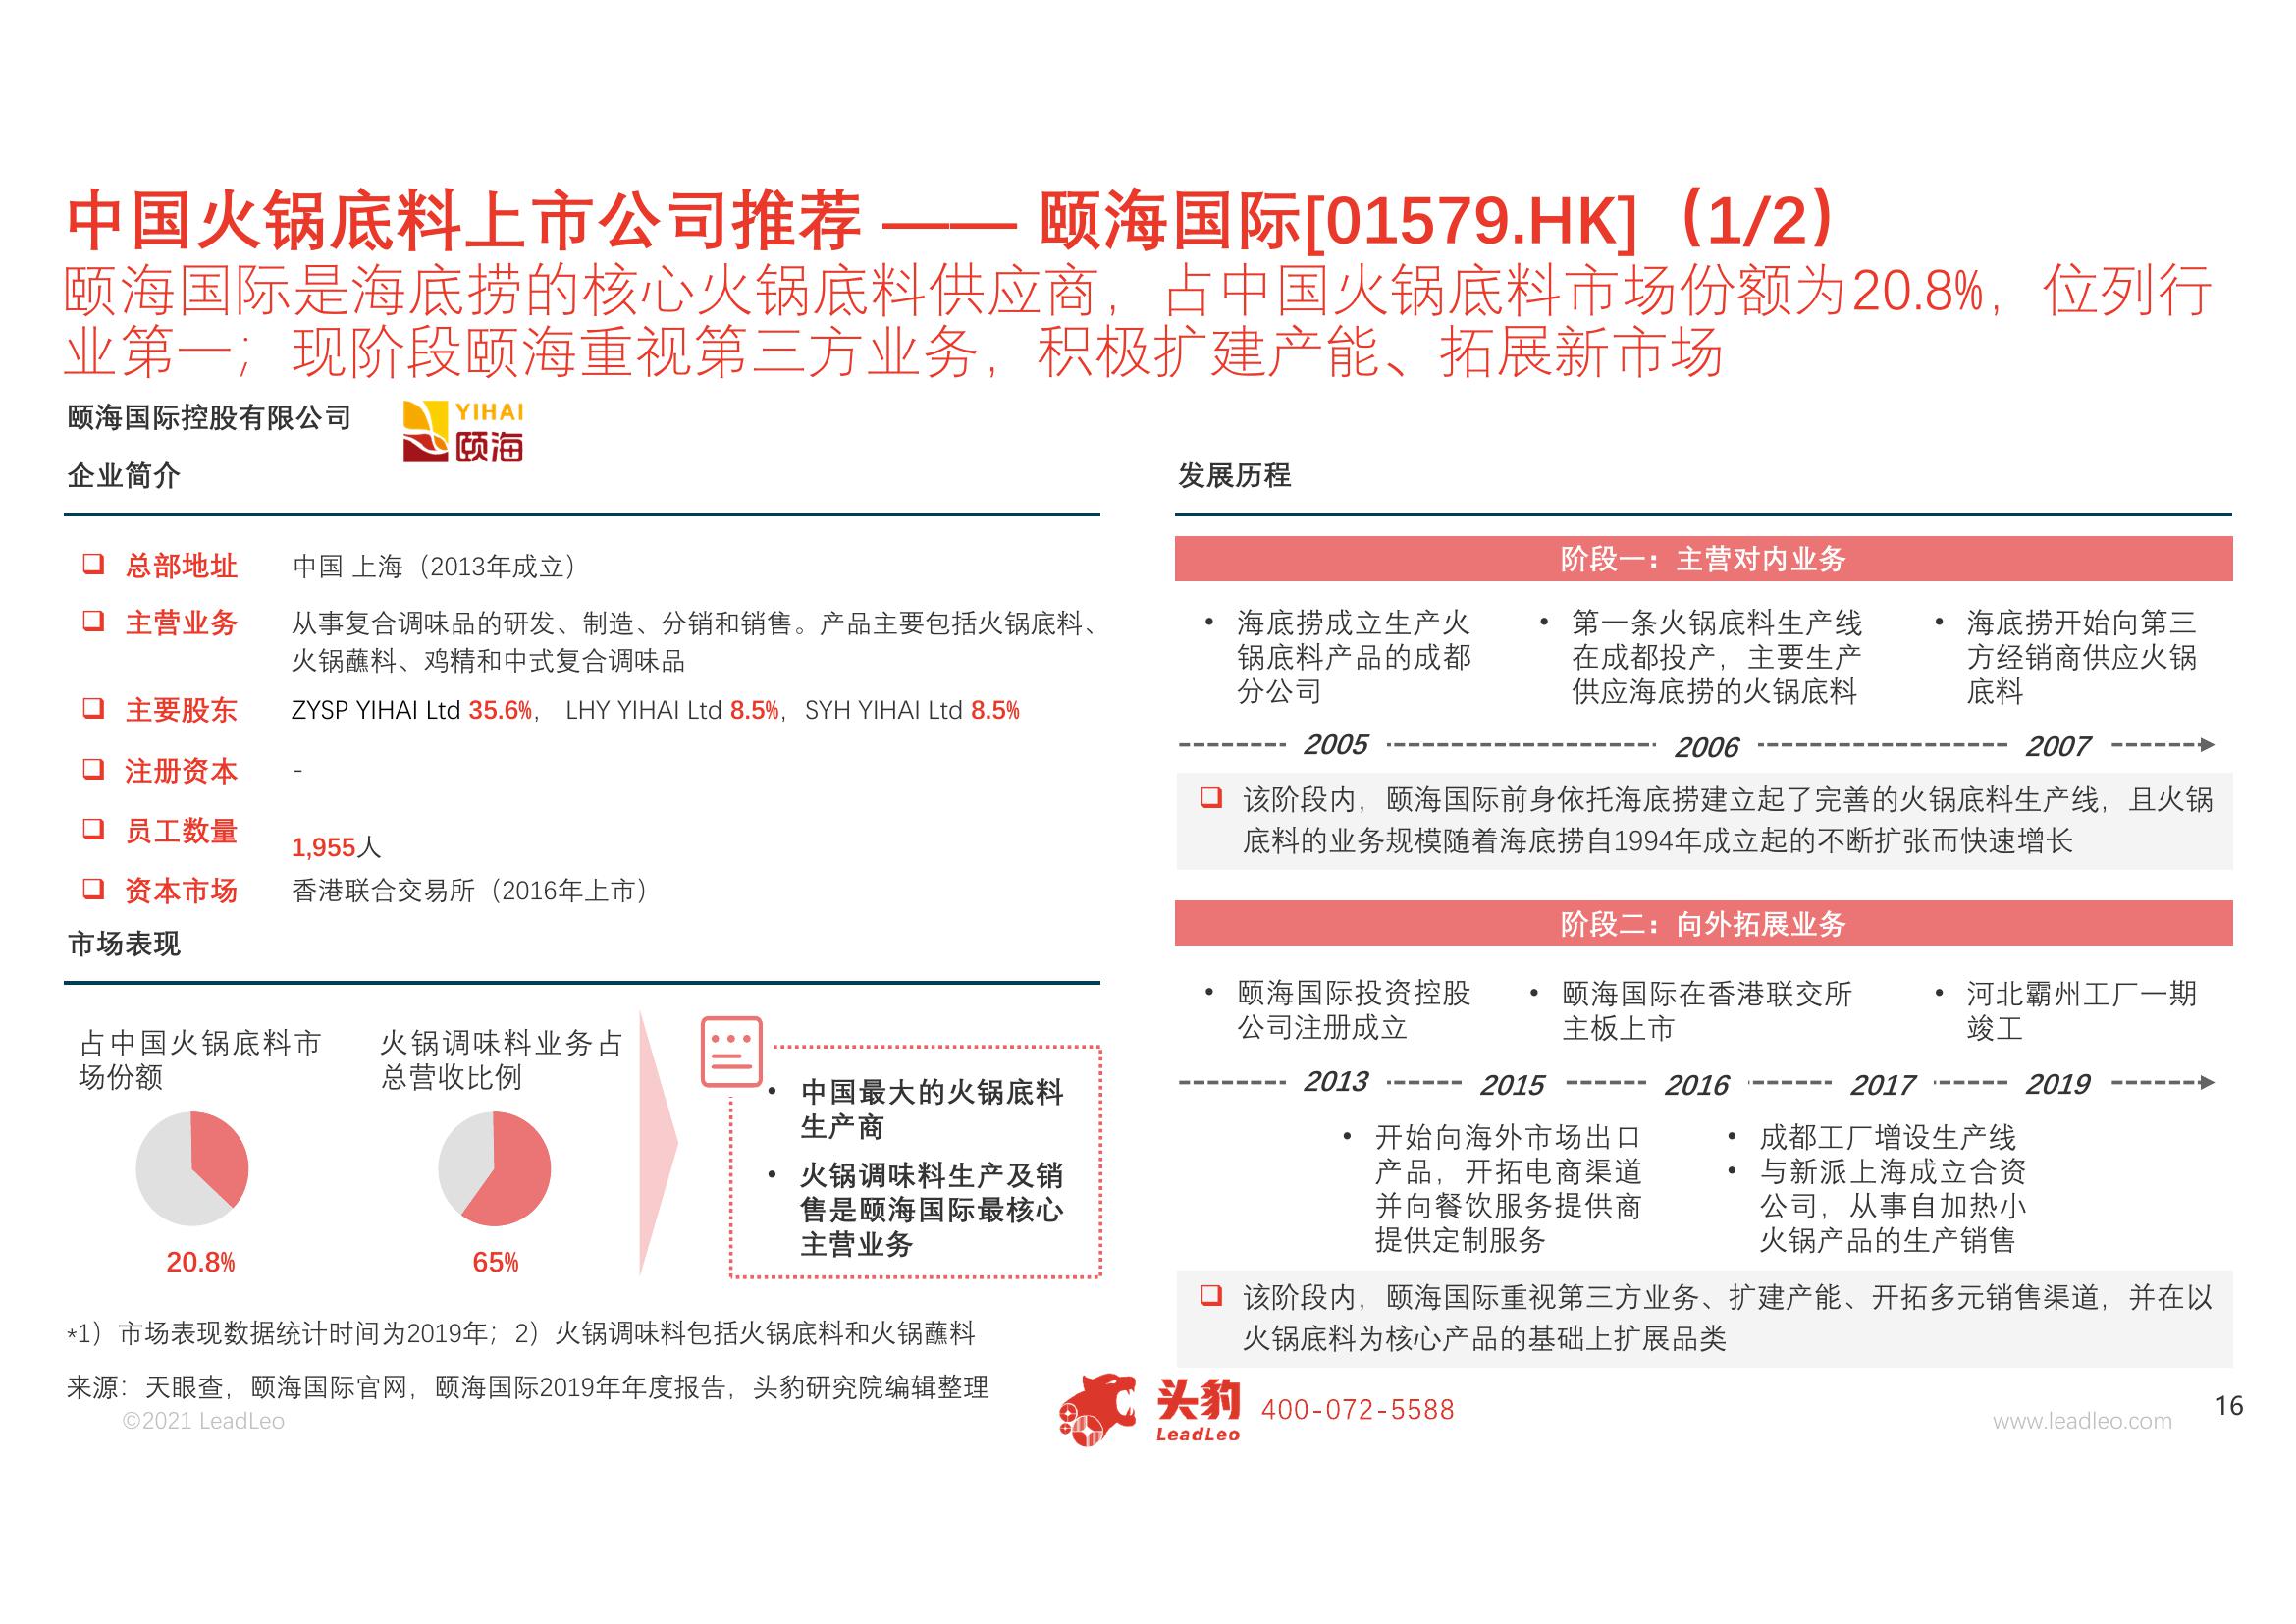 中国火锅底料上市公司推荐 —— 颐海国际[01579.HK]（1/2）
颐海国际是海底捞的核心火锅底料供应商，占中国火锅底料市场份额为20.8%，位列行
业第一；现阶段颐海重视第三方业务，积极扩建产能、拓展新市场
颐海国际控股有限公司
YIHAI
颐海
企业简介
❑ 总部地址 中国 上海（2013年成立）
❑ 主营业务 从事复合调味品的研发、制造、分销和销售。产品主要包括火锅底料、
火锅蘸料、鸡精和中式复合调味品
❑ 主要股东 ZYSP YIHAI Ltd 35.6%， LHY YIHAI Ltd 8.5%，SYH YIHAI Ltd 8.5%
❑ 注册资本 -
❑ 员工数量 1,955人
❑ 资本市场 香港联合交易所（2016年上市）
市场表现
占中国火锅底料市
场份额
20.8%
火锅调味料业务占
总营收比例
65%
• 中国最大的火锅底料
生产商
• 火锅调味料生产及销
售是颐海国际最核心
主营业务
*1）市场表现数据统计时间为2019年；2）火锅调味料包括火锅底料和火锅蘸料
来源：天眼查，颐海国际官网，颐海国际2019年年度报告，头豹研究院编辑整理
发展历程
阶段一：主营对内业务
• 海底捞成立生产火
锅底料产品的成都
分公司
• 第一条火锅底料生产线
在成都投产，主要生产
供应海底捞的火锅底料
• 海底捞开始向第三
方经销商供应火锅
底料
2005 2006 2007
❑ 该阶段内，颐海国际前身依托海底捞建立起了完善的火锅底料生产线，且火锅
底料的业务规模随着海底捞自1994年成立起的不断扩张而快速增长
阶段二：向外拓展业务
• 颐海国际投资控股
公司注册成立
• 颐海国际在香港联交所
主板上市
• 河北霸州工厂一期
竣工
2013 2015 2016 2017 2019
• 开始向海外市场出口
产品，开拓电商渠道
并向餐饮服务提供商
提供定制服务
• 成都工厂增设生产线
• 与新派上海成立合资
公司，从事自加热小
火锅产品的生产销售
❑ 该阶段内，颐海国际重视第三方业务、扩建产能、开拓多元销售渠道，并在以
火锅底料为核心产品的基础上扩展品类
©2021 LeadLeo
头豹
LeadLeo
400-072-5588
www.leadleo.com
16